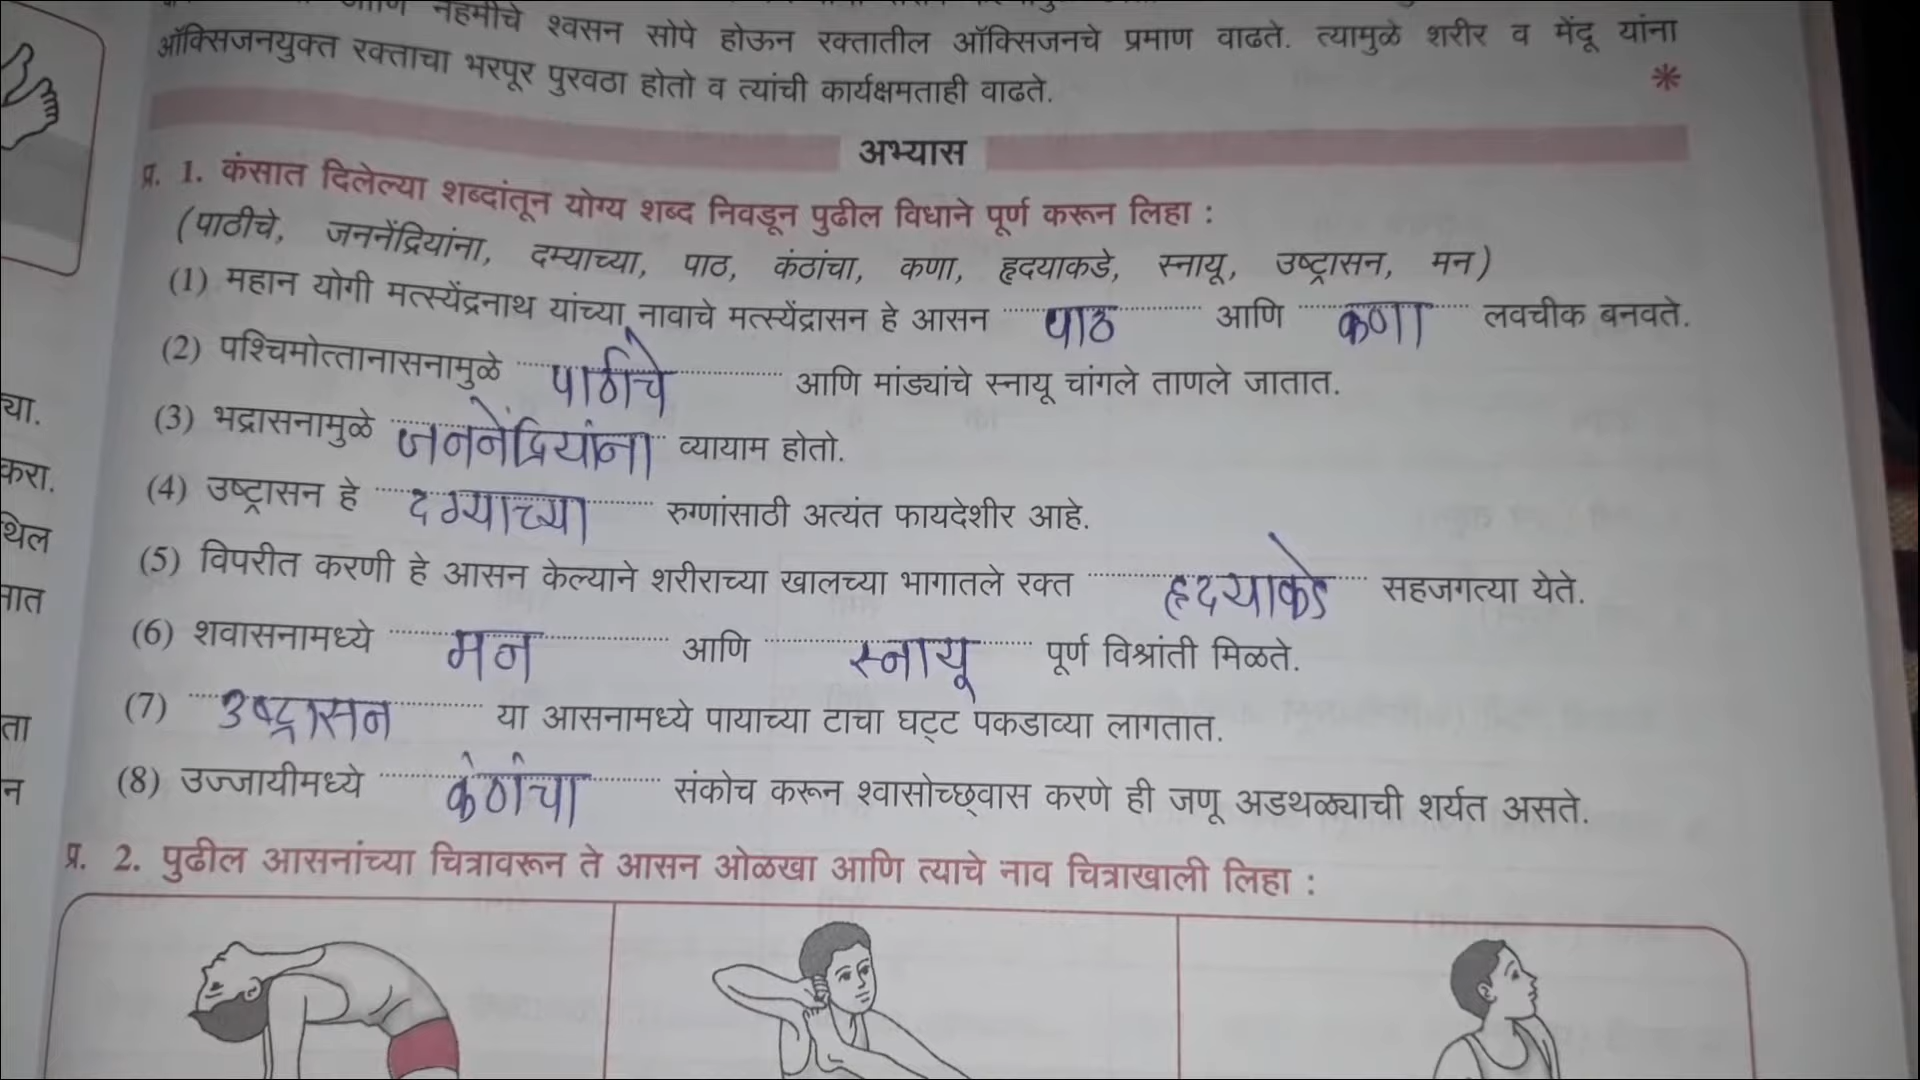 नेहमीचे श्वसन सोपे होऊन रक्तातील ऑक्सिजनचे प्रमाण वाढते. त्यामुळे शरीर व मेंदू यांना
ऑक्सिजनयुक्त रक्ताचा भरपूर पुरवठा होतो व त्यांची कार्यक्षमताही वाढते.
*
अभ्यास
प्र. 1. कंसात दिलेल्या शब्दांतून योग्य शब्द निवडून पुढील विधाने पूर्ण करून लिहा :
(पाठीचे, जननेंद्रियांना, दम्याच्या, पाठ, कंठांचा, कणा, हृदयाकडे, स्नायू, उष्ट्रासन, मन)
(1) महान योगी मत्स्येंद्रनाथ यांच्या नावाचे मत्स्येंद्रासन हे आसन पाठ आणि कणा लवचीक बनवते.
(2) पश्चिमोत्तानासनामुळे पाठीचे आणि मांड्यांचे स्नायू चांगले ताणले जातात.
(3) भद्रासनामुळे जननेंद्रियांना व्यायाम होतो.
(4) उष्ट्रासन हे दम्याच्या रुग्णांसाठी अत्यंत फायदेशीर आहे.
(5) विपरीत करणी हे आसन केल्याने शरीराच्या खालच्या भागातले रक्त हृदयाकडे सहजगत्या येते.
(6) शवासनामध्ये मन आणि स्नायू पूर्ण विश्रांती मिळते.
(7) उष्ट्रासन या आसनामध्ये पायाच्या टाचा घट्ट पकडाव्या लागतात.
(8) उज्जायीमध्ये कंठांचा संकोच करून श्वासोच्छ्वास करणे ही जणू अडथळ्याची शर्यत असते.
प्र. 2. पुढील आसनांच्या चित्रावरून ते आसन ओळखा आणि त्याचे नाव चित्राखाली लिहा :